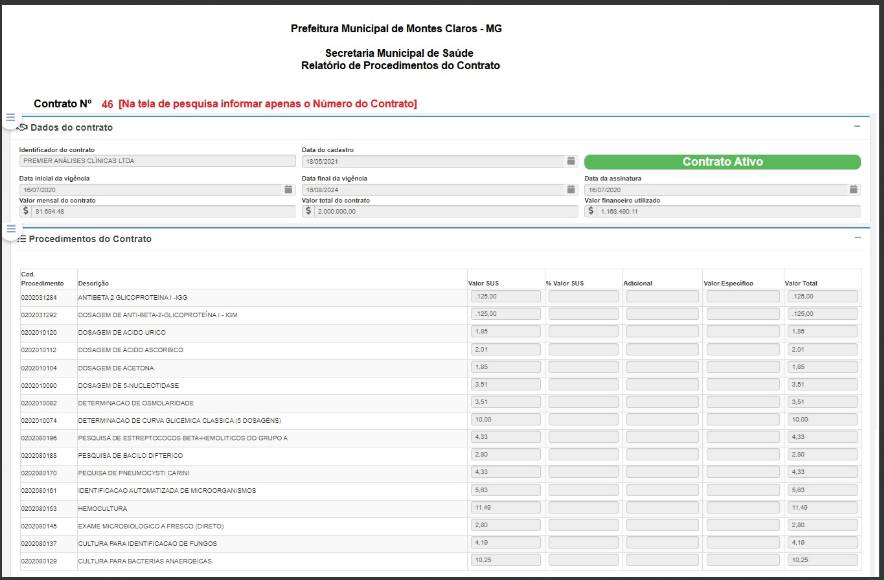 Prefeitura Municipal de Montes Claros - MG
Secretaria Municipal de Saúde
Relatório de Procedimentos do Contrato
Contrato Nº 46 [Na tela de pesquisa informar apenas o Número do Contrato]
Dados do contrato
Identificador do contrato Data do cadastro
PREMIER ANÁLISES CLÍNICAS LTDA 18/05/2021 Contrato Ativo
Data inicial da vigência Data final da vigência Data da assinatura
16/07/2020 16/08/2024 16/07/2020
Valor mensal do contrato Valor total do contrato Valor financeiro utilizado
$ 81.684.48 $ 2.000.000.00 $ 1.168.490.11
Procedimentos do Contrato
Cod. Procedimento Descrição Valor SUS % Valor SUS Adicional Valor Específico Valor Total
0202031284 ANTIBETA 2 GLICOPROTEINA I -IGG .125,00 .125,00
0202031292 DOSAGEM DE ANTI-BETA-2-GLICOPROTEÍNA I - IGM .125,00 .125,00
0202010120 DOSAGEM DE ACIDO URICO 1,85 1,85
0202010112 DOSAGEM DE ACIDO ASCORBICO 2,01 2,01
0202010104 DOSAGEM DE ACETONA 1,85 1,85
0202010090 DOSAGEM DE 5-NUCLEOTIDASE 3,51 3,51
0202010082 DETERMINACAO DE OSMOLARIDADE 3,51 3,51
0202010074 DETERMINACAO DE CURVA GLICEMICA CLASSICA (5 DOSAGENS) 10,00 10,00
0202080196 PESQUISA DE ESTREPTOCOCOS BETA-HEMOLITICOS DO GRUPO A 4,33 4,33
0202080188 PESQUISA DE BACILO DIFTERICO 2,80 2,80
0202080170 PEQUISA DE PNEUMOCYSTI CARINI 4,33 4,33
0202080161 IDENTIFICACAO AUTOMATIZADA DE MICROORGANISMOS 5,63 5,63
0202080153 HEMOCULTURA 11,49 11,49
0202080145 EXAME MICROBIOLOGICO A FRESCO (DIRETO) 2,80 2,80
0202080137 CULTURA PARA IDENTIFICACAO DE FUNGOS 4,19 4,19
0202080129 CULTURA PARA BACTERIAS ANAEROBICAS 10,25 10,25